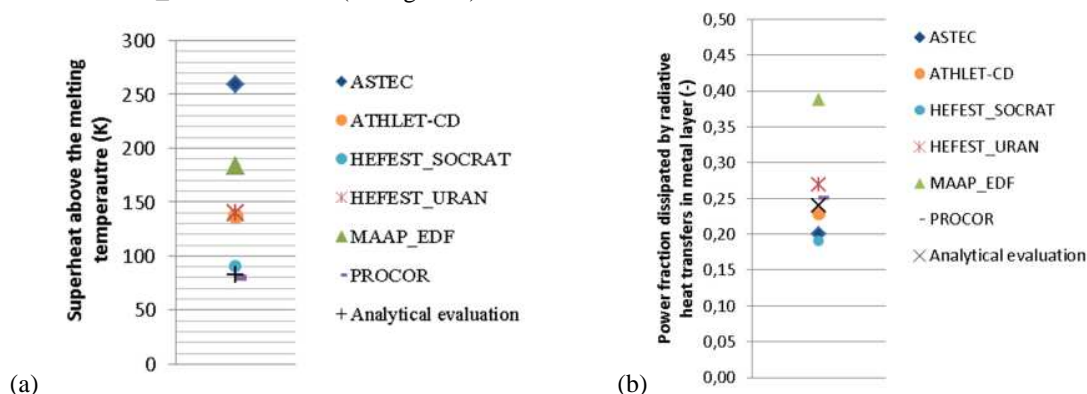 Superheat above the melting
temperautre (K)
300
250
200
150
100
50
0
ASTEC
ATHLET-CD
HEFEST_SOCRAT
HEFEST_URAN
MAAP_EDF
PROCOR
Analytical evaluation
(a)
Power fraction dissipated by radiative
heat transfers in metal layer (-)
0,50
0,45
0,40
0,35
0,30
0,25
0,20
0,15
0,10
0,05
0,00
ASTEC
ATHLET-CD
HEFEST_SOCRAT
HEFEST_URAN
MAAP_EDF
PROCOR
Analytical evaluation
(b)